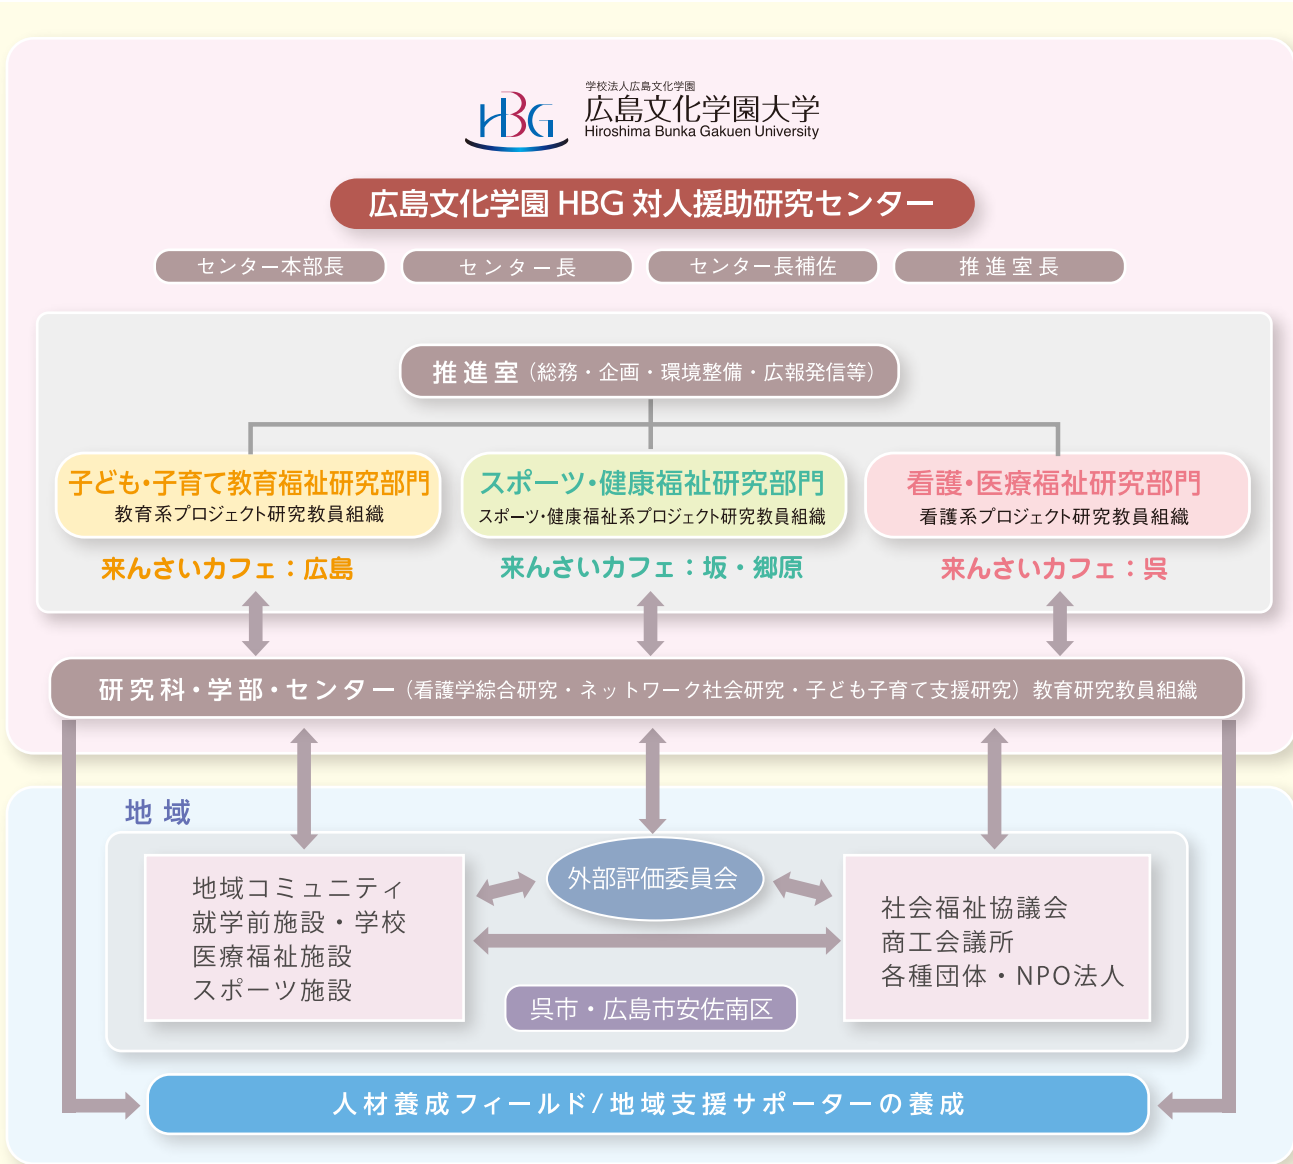 学校法人広島文化学園
HBG
広島文化学園大学
Hiroshima Bunka Gakuen University
広島文化学園 HBG 対人援助研究センター
センター本部長
センター長
センター長補佐
推進室長
推進室（総務・企画・環境整備・広報発信等）
子ども・子育て教育福祉研究部門
教育系プロジェクト研究教員組織
来んさいカフェ：広島
スポーツ・健康福祉研究部門
スポーツ・健康福祉系プロジェクト研究教員組織
来んさいカフェ：坂・郷原
看護・医療福祉研究部門
看護系プロジェクト研究教員組織
来んさいカフェ：呉
研究科・学部・センター（看護学綜合研究・ネットワーク社会研究・子ども子育て支援研究）教育研究教員組織
地域
地域コミュニティ
就学前施設・学校
医療福祉施設
スポーツ施設
外部評価委員会
社会福祉協議会
商工会議所
各種団体・NPO法人
呉市・広島市安佐南区
人材養成フィールド/地域支援サポーターの養成